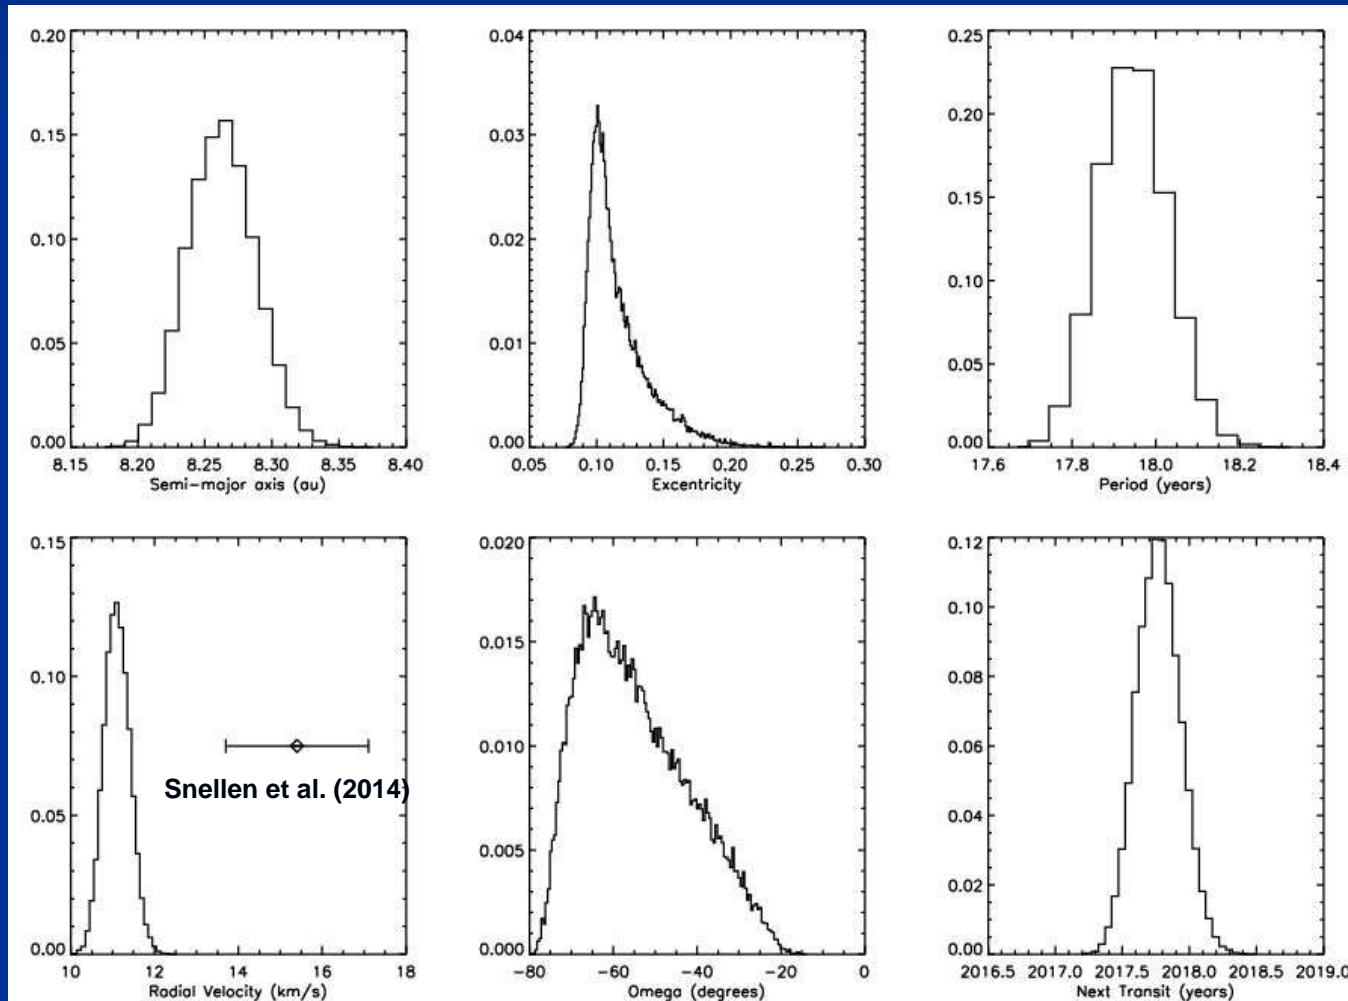 0.20
0.15
0.10
0.05
0.00
8.15 8.20 8.25 8.30 8.35 8.40
Semi-major axis (au)
0.04
0.03
0.02
0.01
0.00
0.05 0.10 0.15 0.20 0.25 0.30
Excentricity
0.25
0.20
0.15
0.10
0.05
0.00
17.6 17.8 18.0 18.2 18.4
Period (years)
0.15
0.10
0.05
0.00
Snellen et al. (2014)
10 12 14 16 18
Radial Velocity (km/s)
0.020
0.015
0.010
0.005
0.000
-80 -60 -40 -20 0
Omega (degrees)
0.12
0.10
0.08
0.06
0.04
0.02
0.00
2016.5 2017.0 2017.5 2018.0 2018.5 2019.0
Next Transit (years)